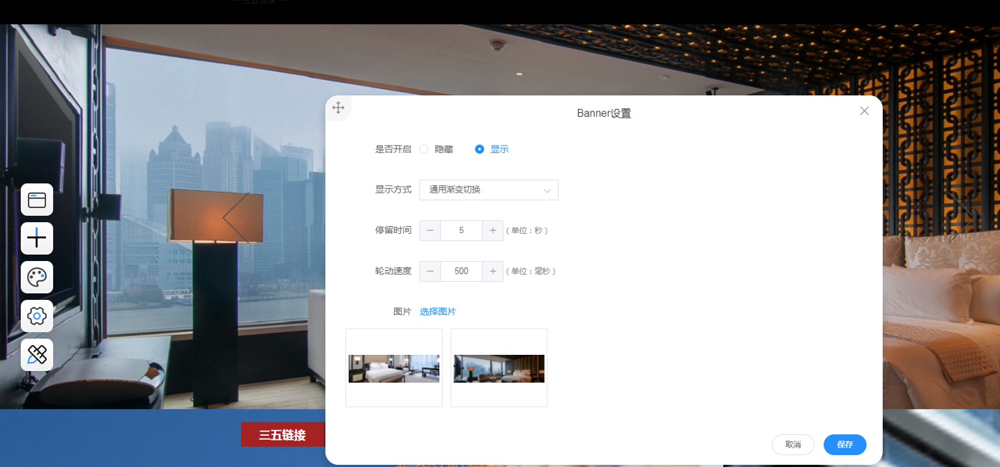 Banner设置
是否开启 隐藏 显示
显示方式 通用渐变切换
停留时间 － 5 ＋ (单位:秒)
轮动速度 － 500 ＋ (单位:毫秒)
图片 选择图片
三五链接
取消 保存